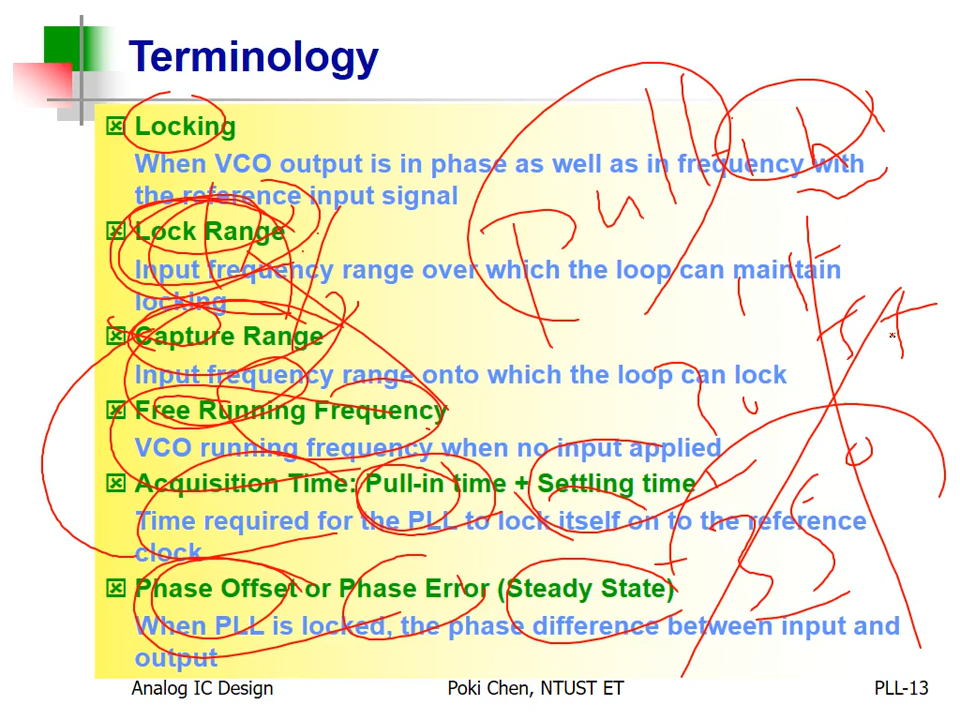 Terminology
Locking
When VCO output is in phase as well as in frequency with
the reference input signal
Lock Range
Input frequency range over which the loop can maintain
locking
Capture Range
Input frequency range onto which the loop can lock
Free Running Frequency
VCO running frequency when no input applied
Acquisition Time: Pull-in time + Settling time
Time required for the PLL to lock itself on to the reference
clock
Phase Offset or Phase Error (Steady State)
When PLL is locked, the phase difference between input and
output
Pull
Analog IC Design
Poki Chen, NTUST ET
PLL-13